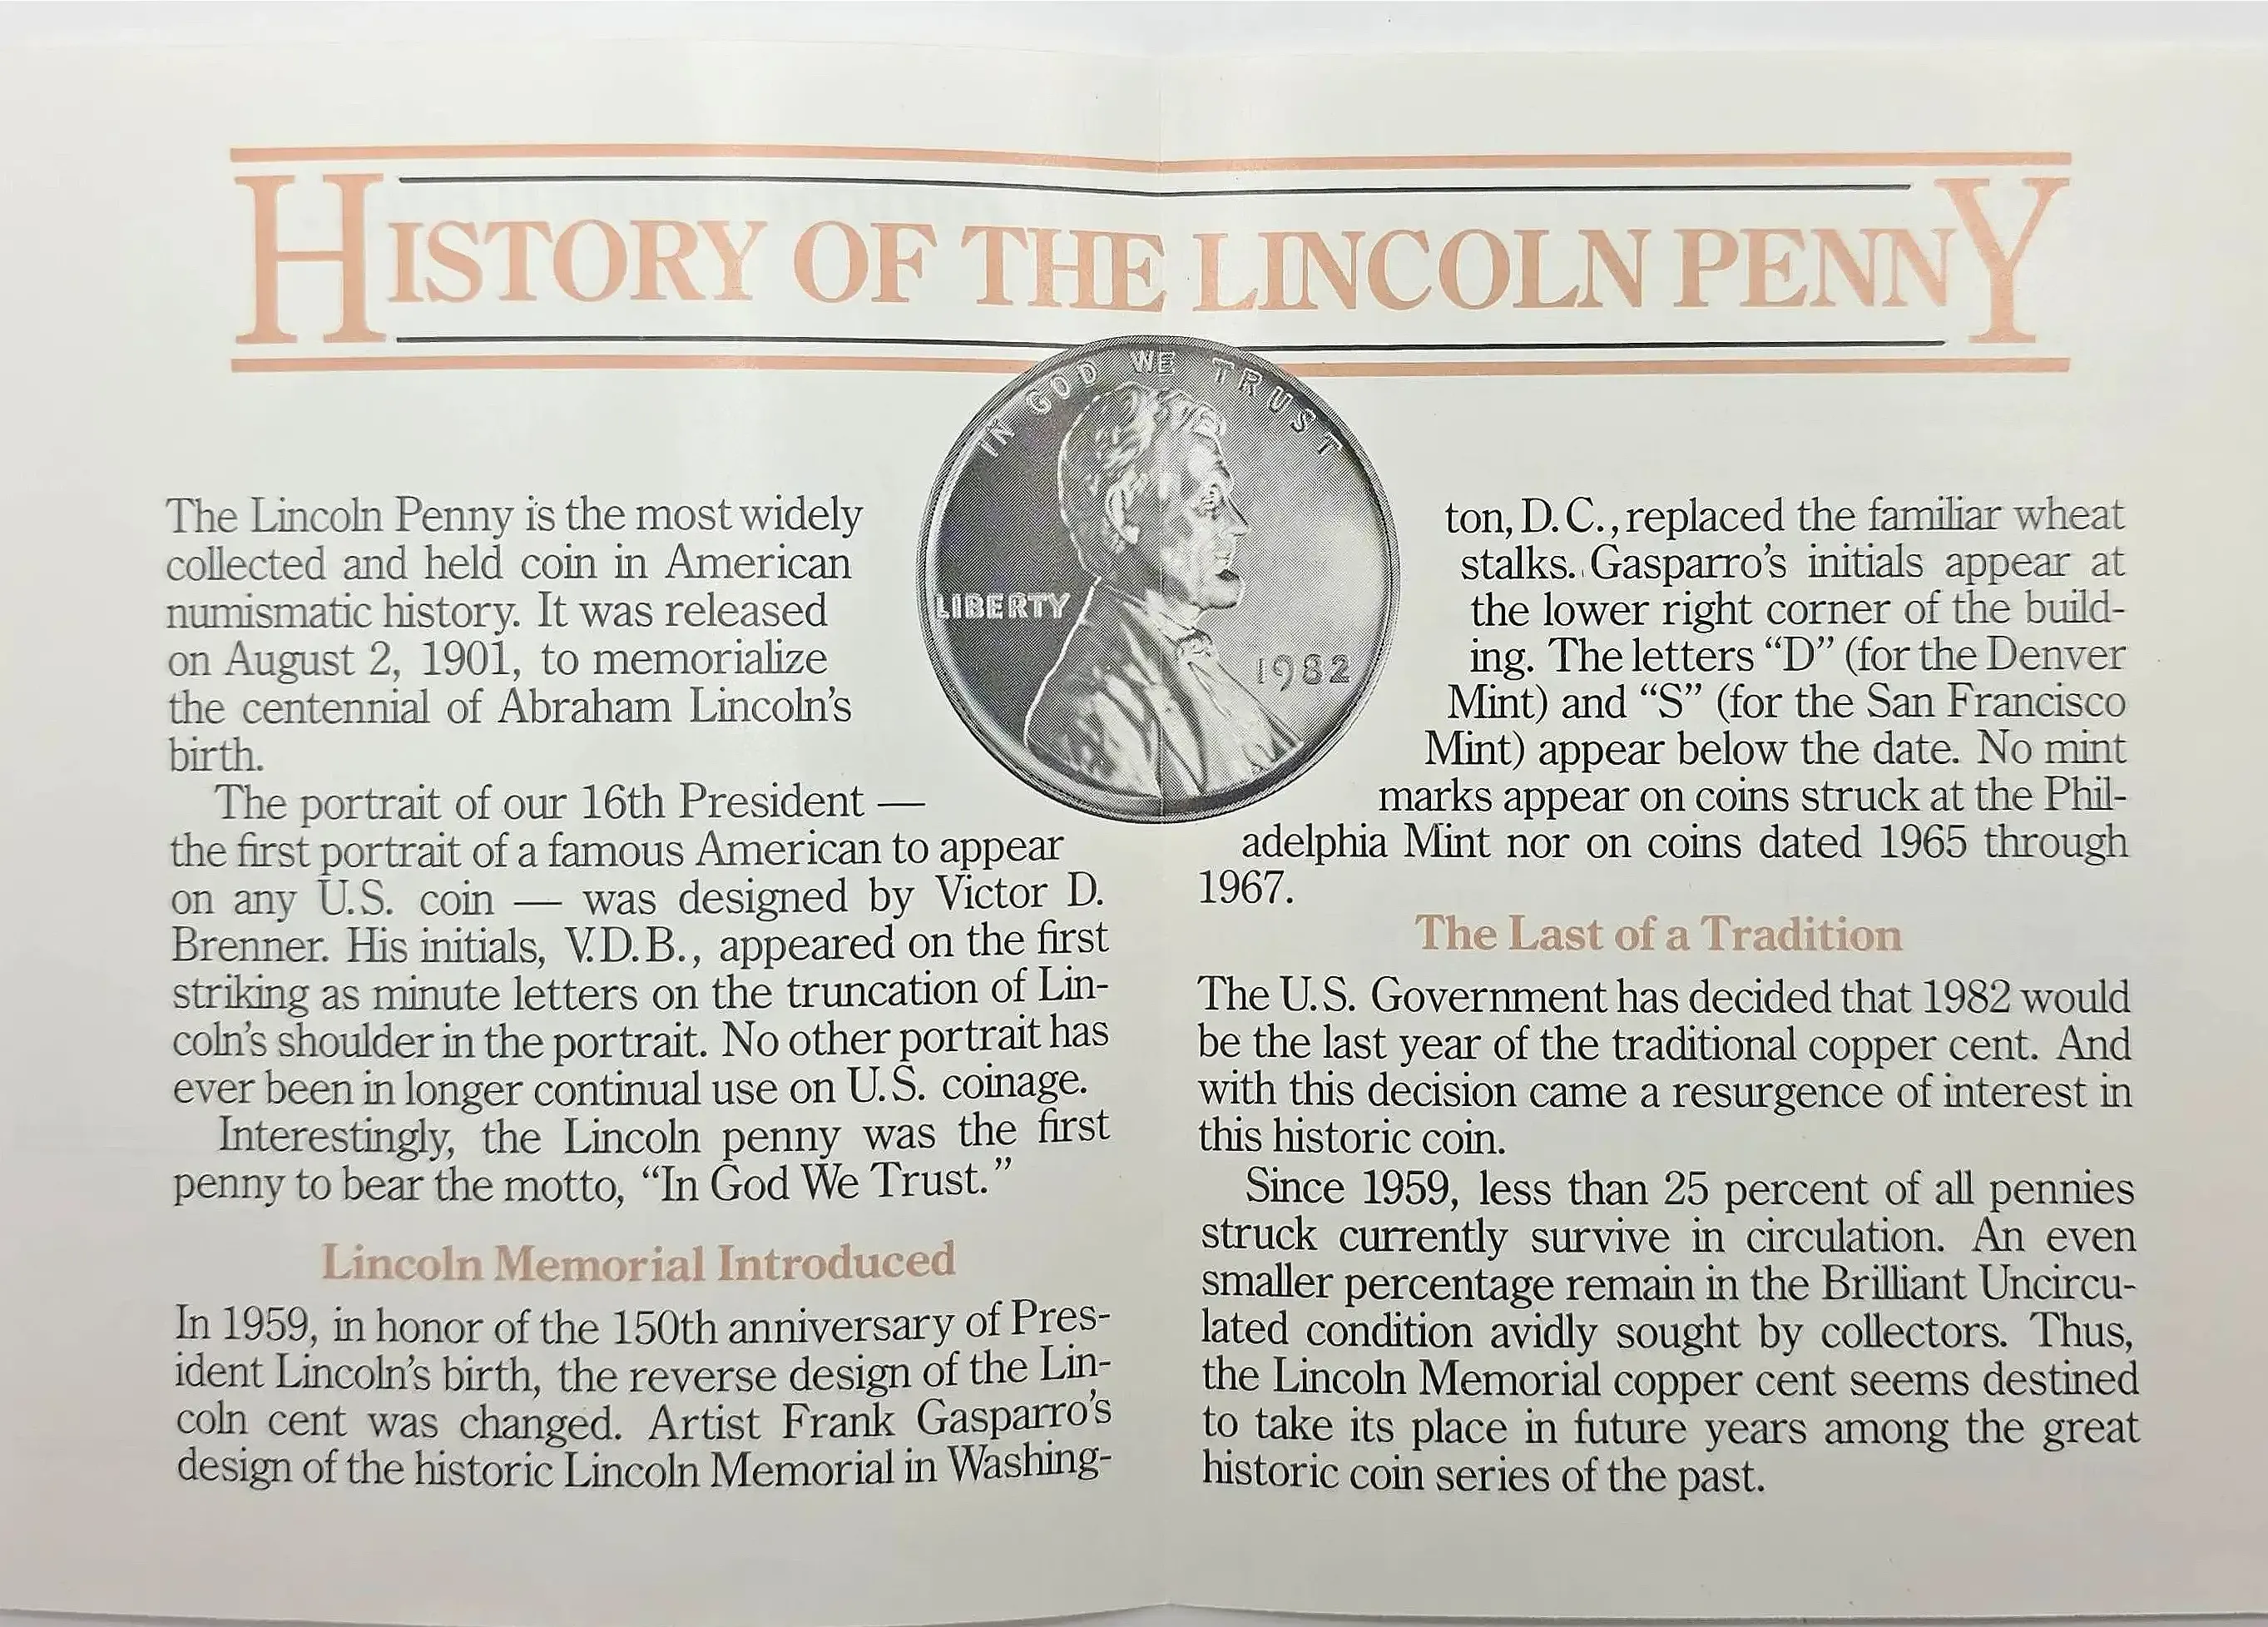 HISTORY OF THE LINCOLN PENNY
IN GOD WE TRUST
LIBERTY
1982
The Lincoln Penny is the most widely
collected and held coin in American
numismatic history. It was released
on August 2, 1901, to memorialize
the centennial of Abraham Lincoln's
birth.
The portrait of our 16th President —
the first portrait of a famous American to appear
on any U.S. coin — was designed by Victor D.
Brenner. His initials, V.D.B., appeared on the first
striking as minute letters on the truncation of Lin-
coln's shoulder in the portrait. No other portrait has
ever been in longer continual use on U.S. coinage.
Interestingly, the Lincoln penny was the first
penny to bear the motto, “In God We Trust.”
Lincoln Memorial Introduced
In 1959, in honor of the 150th anniversary of Pres-
ident Lincoln's birth, the reverse design of the Lin-
coln cent was changed. Artist Frank Gasparro's
design of the historic Lincoln Memorial in Washing-
ton, D.C., replaced the familiar wheat
stalks. Gasparro's initials appear at
the lower right corner of the build-
ing. The letters “D” (for the Denver
Mint) and “S” (for the San Francisco
Mint) appear below the date. No mint
marks appear on coins struck at the Phil-
adelphia Mint nor on coins dated 1965 through
1967.
The Last of a Tradition
The U.S. Government has decided that 1982 would
be the last year of the traditional copper cent. And
with this decision came a resurgence of interest in
this historic coin.
Since 1959, less than 25 percent of all pennies
struck currently survive in circulation. An even
smaller percentage remain in the Brilliant Uncircu-
lated condition avidly sought by collectors. Thus,
the Lincoln Memorial copper cent seems destined
to take its place in future years among the great
historic coin series of the past.